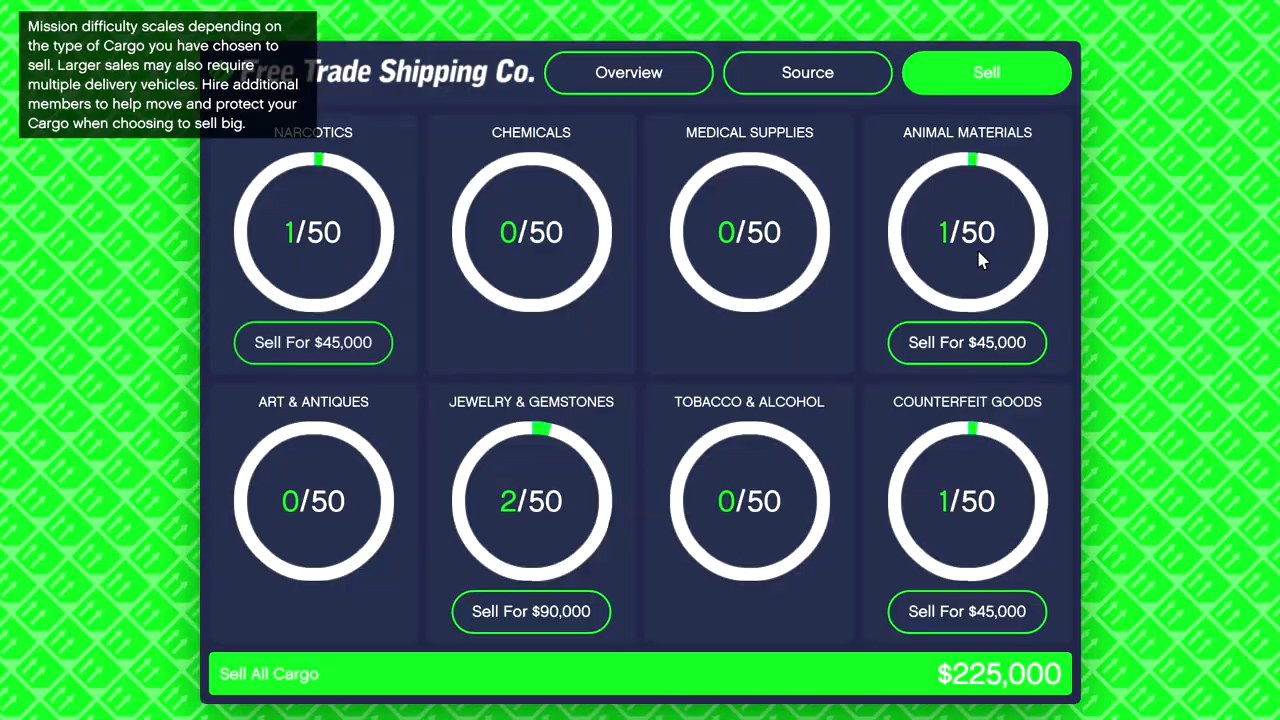 Mission difficulty scales depending on
the type of Cargo you have chosen to
sell. Larger sales may also require
multiple delivery vehicles. Hire additional
members to help move and protect your
Cargo when choosing to sell big.
Free Trade Shipping Co.
Overview
Source
Sell
NARCOTICS
CHEMICALS
MEDICAL SUPPLIES
ANIMAL MATERIALS
1/50
0/50
0/50
1/50
Sell For $45,000
Sell For $45,000
ART & ANTIQUES
JEWELRY & GEMSTONES
TOBACCO & ALCOHOL
COUNTERFEIT GOODS
0/50
2/50
0/50
1/50
Sell For $90,000
Sell For $45,000
Sell All Cargo
$225,000